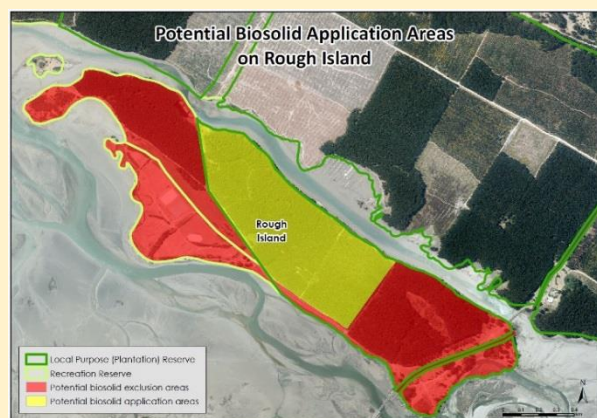 Potential Biosolid Application Areas
on Rough Island
Rough
Island
Local Purpose (Plantation) Reserve
Recreation Reserve
Potential biosolid exclusion areas
Potential biosolid application areas
N